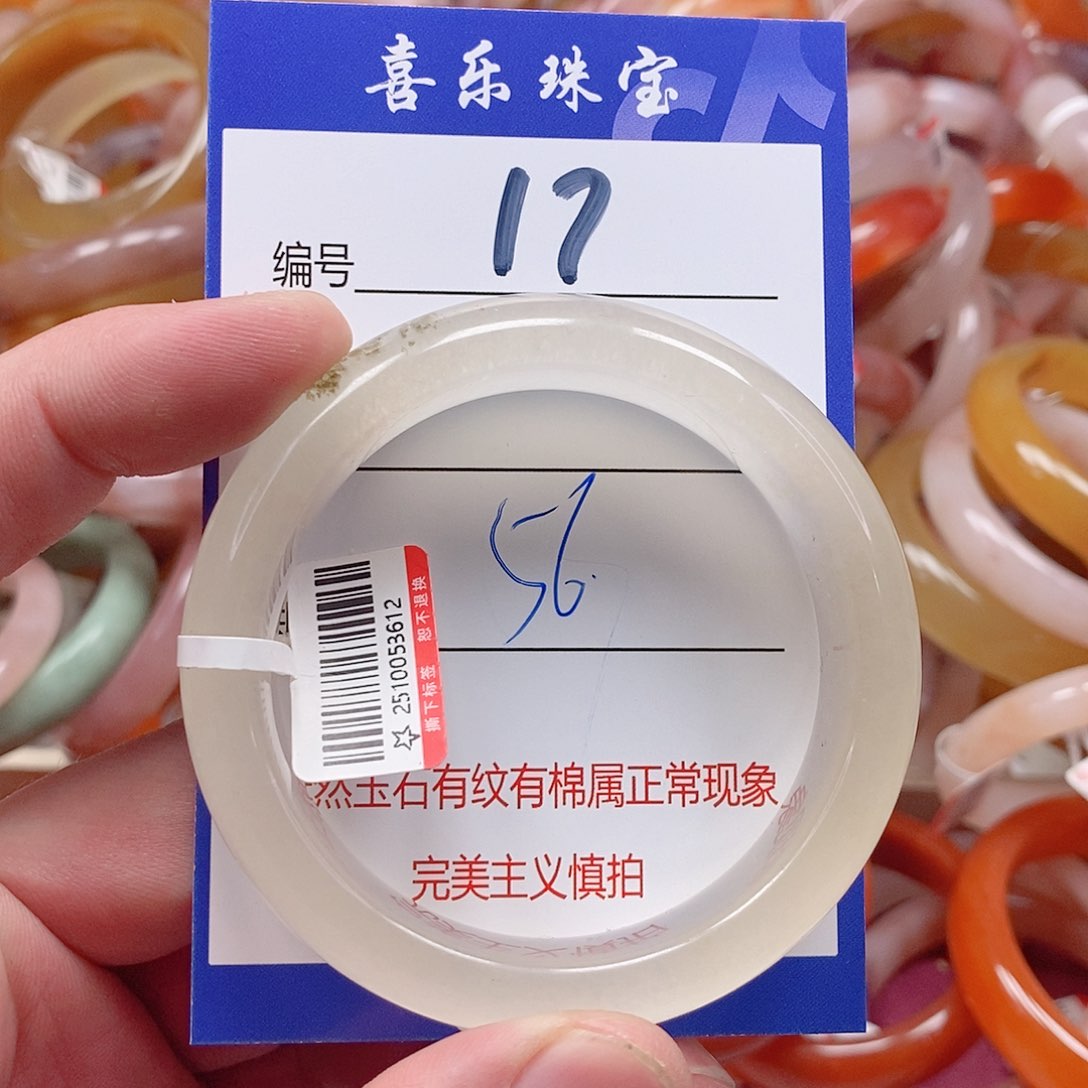 喜乐珠宝
17
编号
56
2510053612
撕下标签 恕不退换
然玉石有纹有棉属正常现象
完美主义慎拍